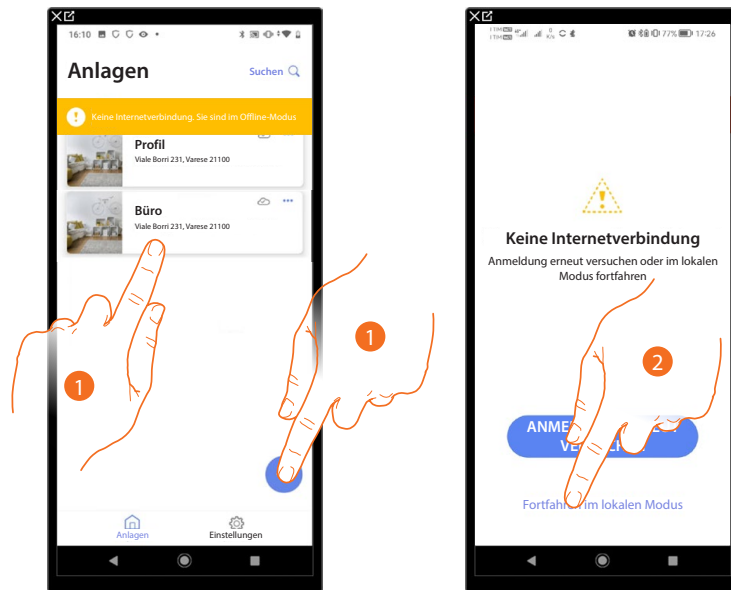 16:10
Anlagen
Suchen
Keine Internetverbindung. Sie sind im Offline-Modus
Profil
Viale Borri 231, Varese 21100
Büro
Viale Borri 231, Varese 21100
1
1
Anlagen
Einstellungen
77% 17:26
Keine Internetverbindung
Anmeldung erneut versuchen oder im lokalen
Modus fortfahren
2
Fortfahren im lokalen Modus